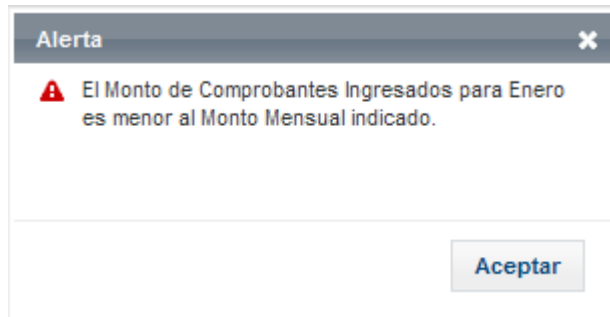 Alerta
El Monto de Comprobantes Ingresados para Enero
es menor al Monto Mensual indicado.
Aceptar